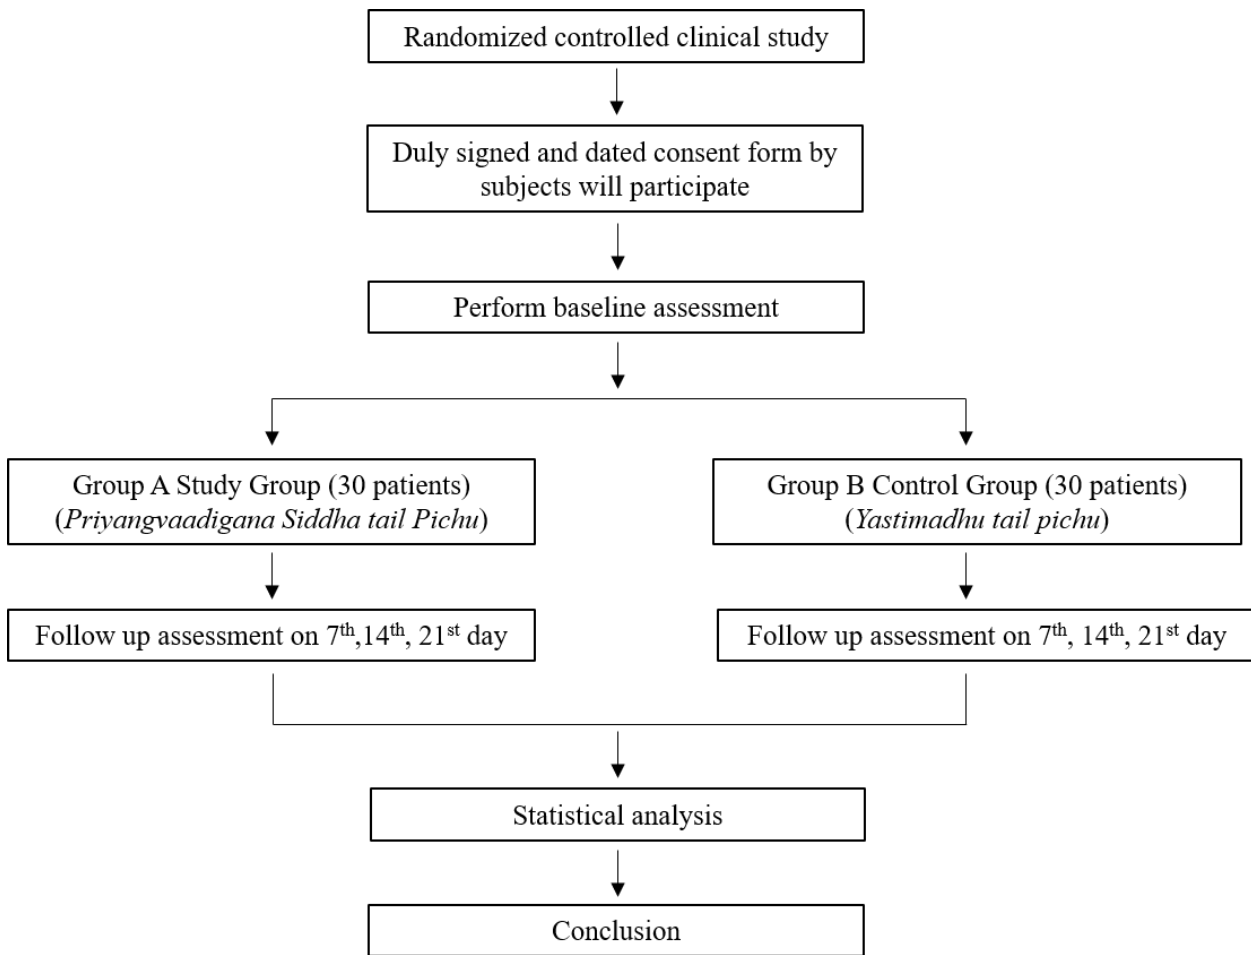 Randomized controlled clinical study
Duly signed and dated consent form by
subjects will participate
Perform baseline assessment
Group A Study Group (30 patients)
(Priyangvaadigana Siddha tail Pichu)
Group B Control Group (30 patients)
(Yastimadhu tail pichu)
Follow up assessment on 7th,14th, 21st day
Follow up assessment on 7th, 14th, 21st day
Statistical analysis
Conclusion